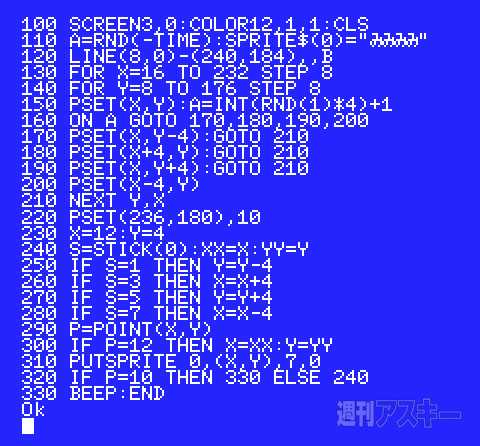 100 SCREEN3,0:COLOR12,1,1:CLS
110 A=RND(-TIME):SPRITE$(0)="みみみみ"
120 LINE(8,0)-(240,184),,B
130 FOR X=16 TO 232 STEP 8
140 FOR Y=8 TO 176 STEP 8
150 PSET(X,Y):A=INT(RND(1)*4)+1
160 ON A GOTO 170,180,190,200
170 PSET(X,Y-4):GOTO 210
180 PSET(X+4,Y):GOTO 210
190 PSET(X,Y+4):GOTO 210
200 PSET(X-4,Y)
210 NEXT Y,X
220 PSET(236,180),10
230 X=12:Y=4
240 S=STICK(0):XX=X:YY=Y
250 IF S=1 THEN Y=Y-4
260 IF S=3 THEN X=X+4
270 IF S=5 THEN Y=Y+4
280 IF S=7 THEN X=X-4
290 P=POINT(X,Y)
300 IF P=12 THEN X=XX:Y=YY
310 PUTSPRITE 0,(X,Y),7,0
320 IF P=10 THEN 330 ELSE 240
330 BEEP:END
Ok
週刊アスキー